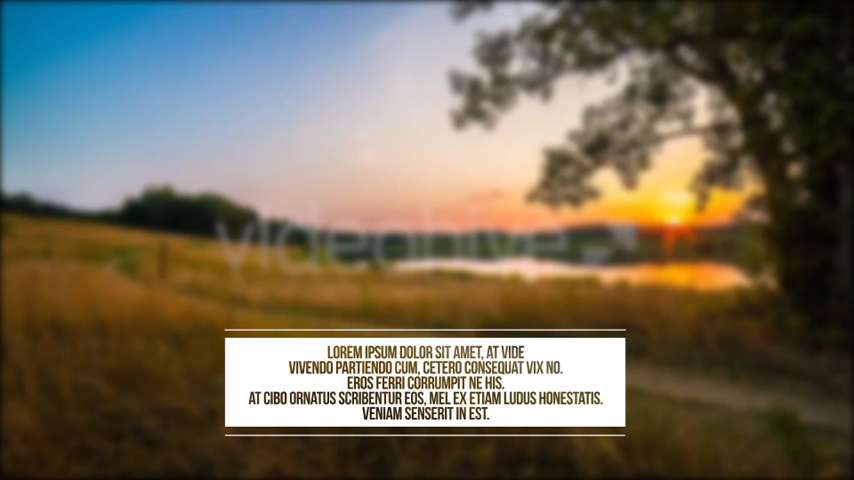 videohive
LOREM IPSUM DOLOR SIT AMET, AT VIDE
VIVENDO PARTIENDO CUM, CETERO CONSEQUAT VIX NO.
EROS FERRI CORRUMPIT NE HIS.
AT CIBO ORNATUS SCRIBENTUR EOS, MEL EX ETIAM LUDUS HONESTATIS.
VENIAM SENSERIT IN EST.